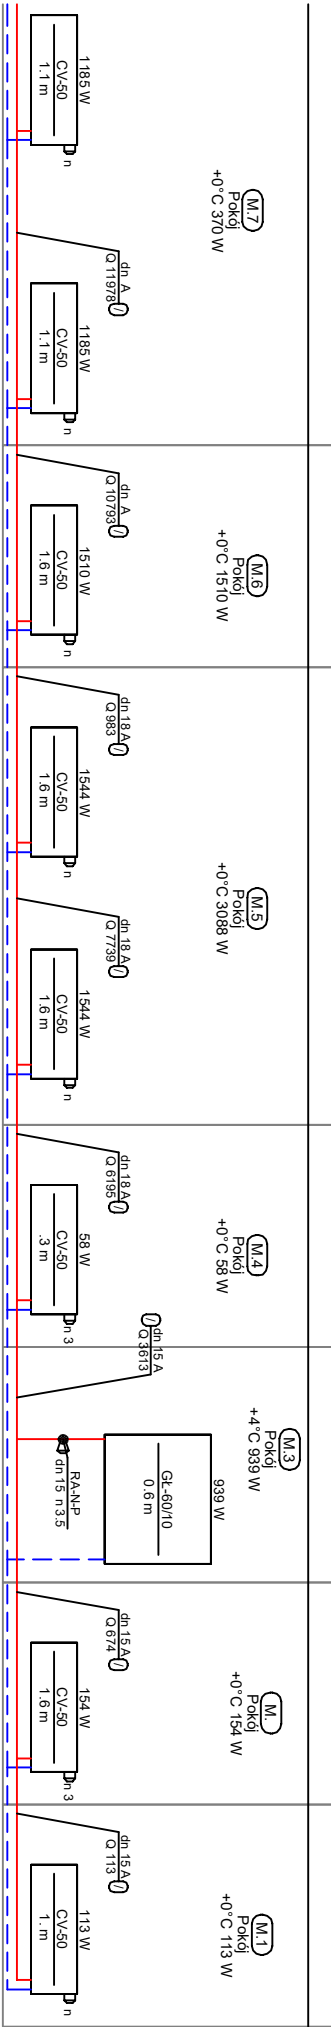 M.7
Pokój
+0°C 370 W
1185 W
CV-50
1.1 m
n
dn A
Q 11978
1185 W
CV-50
1.1 m
n
M.6
Pokój
+0°C 1510 W
dn A
Q 10793
1510 W
CV-50
1.6 m
n
M.5
Pokój
+0°C 3088 W
dn 18 A
Q 983
1544 W
CV-50
1.6 m
n
dn 18 A
Q 7739
1544 W
CV-50
1.6 m
n
M.4
Pokój
+0°C 58 W
dn 18 A
Q 6195
58 W
CV-50
.3 m
n 3
M.3
Pokój
+4°C 939 W
dn 15 A
Q 3613
939 W
GŁ-60/10
0.6 m
RA-N-P
dn 15 n 3.5
M.
Pokój
+0°C 154 W
dn 15 A
Q 674
154 W
CV-50
1.6 m
n 3
M.1
Pokój
+0°C 113 W
dn 15 A
Q 113
113 W
CV-50
1. m
n